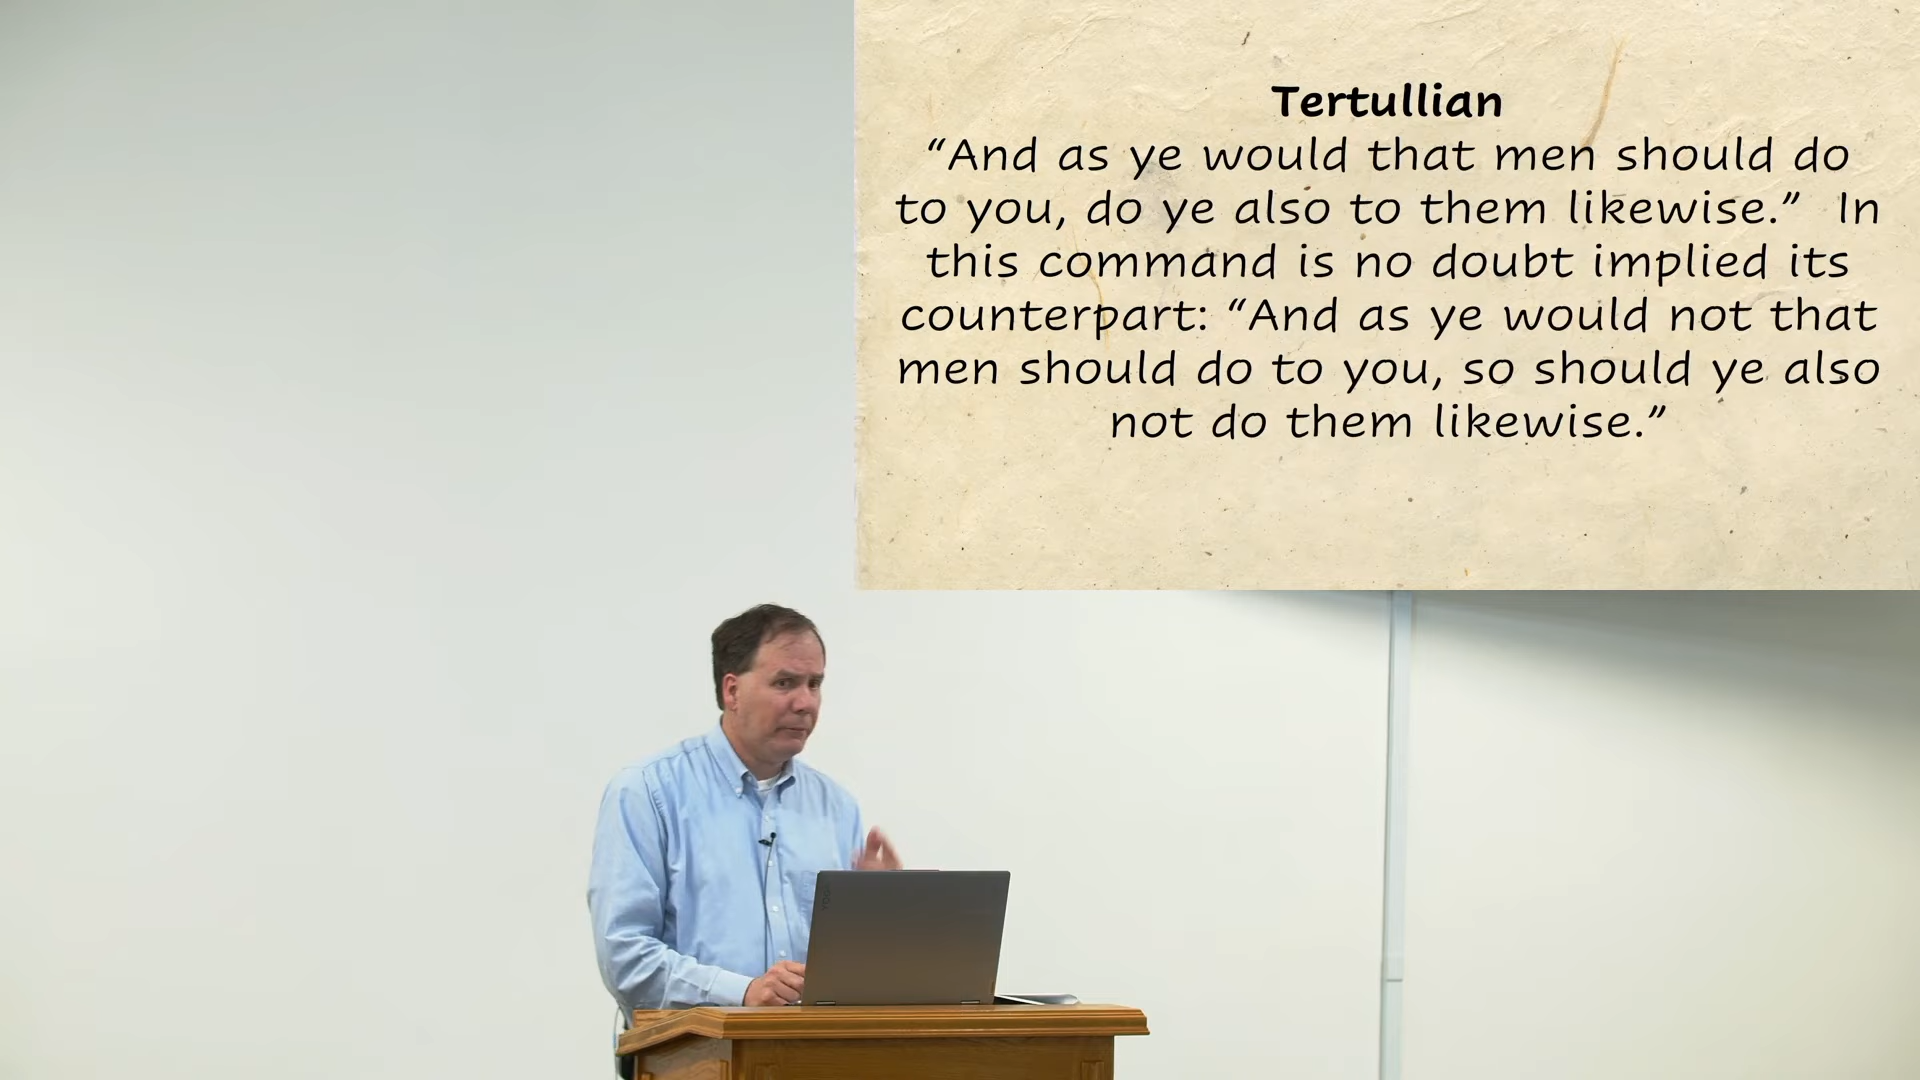 Tertullian
“And as ye would that men should do
to you, do ye also to them likewise.” In
this command is no doubt implied its
counterpart: “And as ye would not that
men should do to you, so should ye also
not do them likewise.”